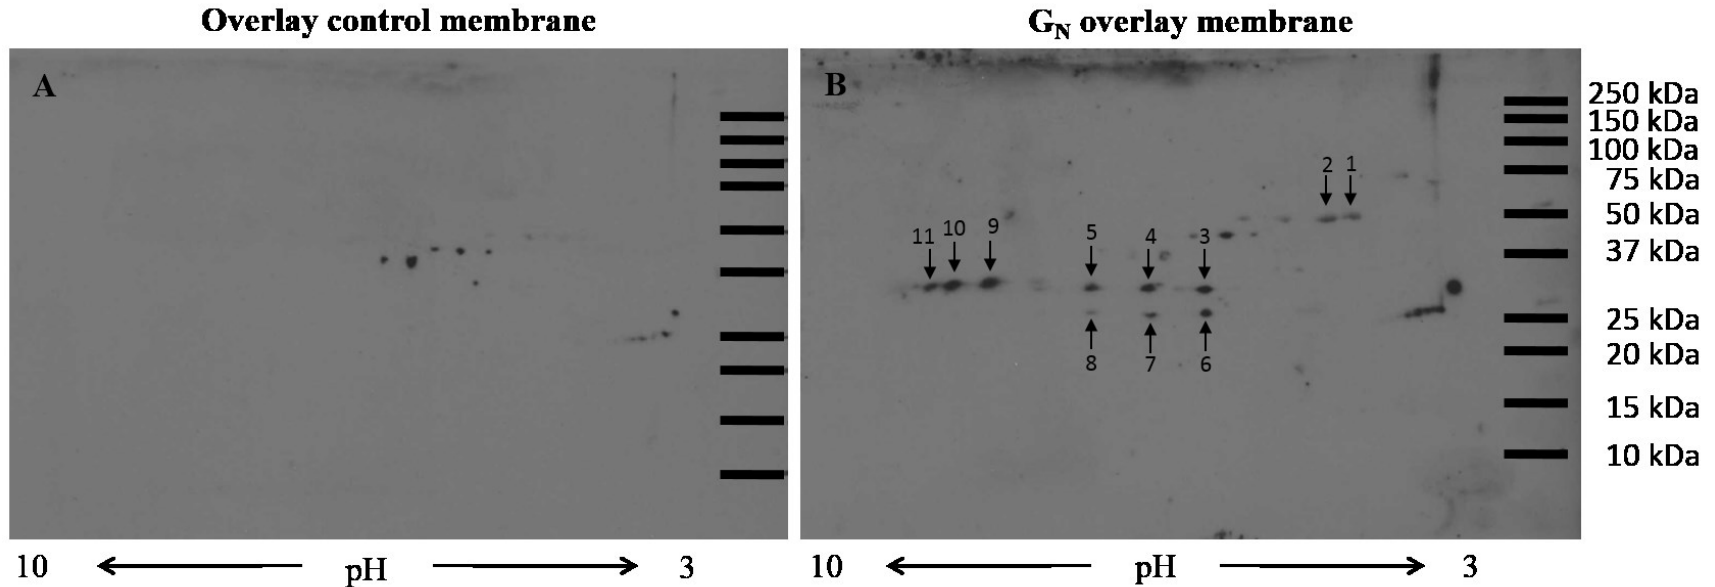 Overlay control membrane
GN overlay membrane
A
B
250 kDa
150 kDa
100 kDa
75 kDa
50 kDa
37 kDa
25 kDa
20 kDa
15 kDa
10 kDa
2 1
11 10 9 5 4 3
8 7 6
10 pH 3
10 pH 3